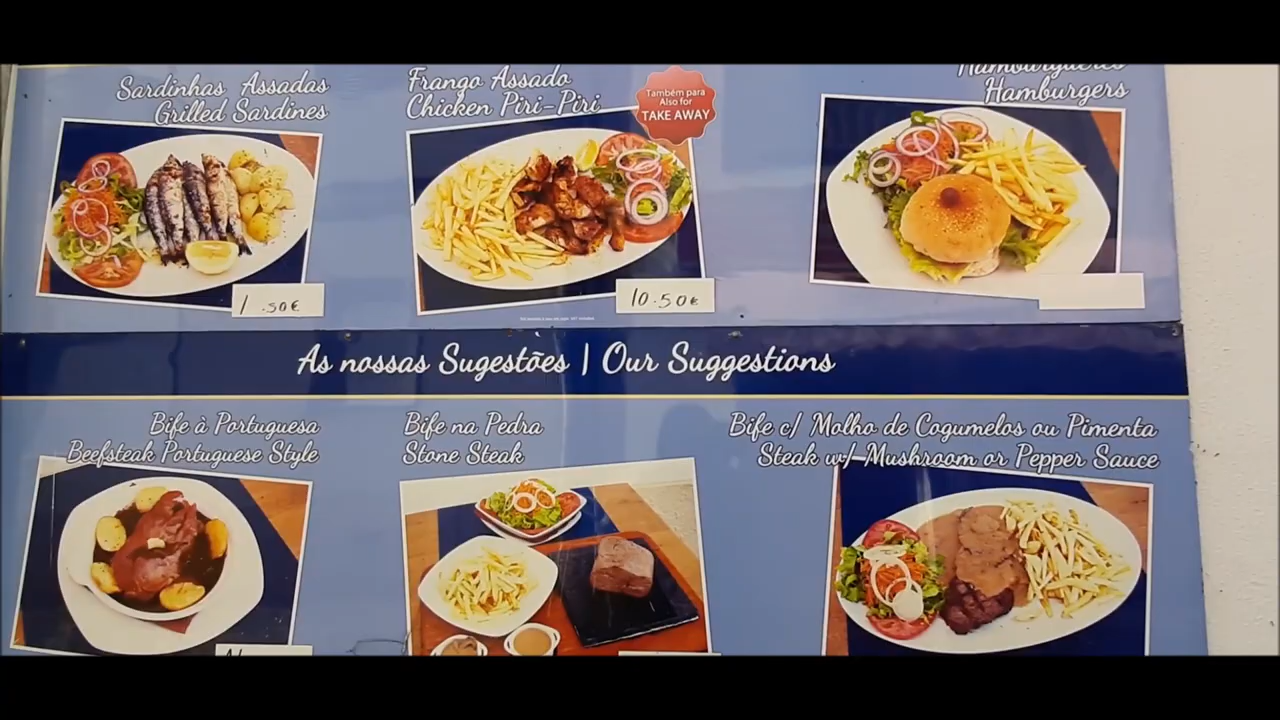 Sardinhas Assadas
Grilled Sardines
Frango Assado
Chicken Piri-Piri
Também para
Also for
TAKE AWAY
Hamburgueres
Hamburgers
10.50€
As nossas Sugestões | Our Suggestions
Bife à Portuguesa
Beefsteak Portuguese Style
Bife na Pedra
Stone Steak
Bife c/ Molho de Cogumelos ou Pimenta
Steak w/ Mushroom or Pepper Sauce